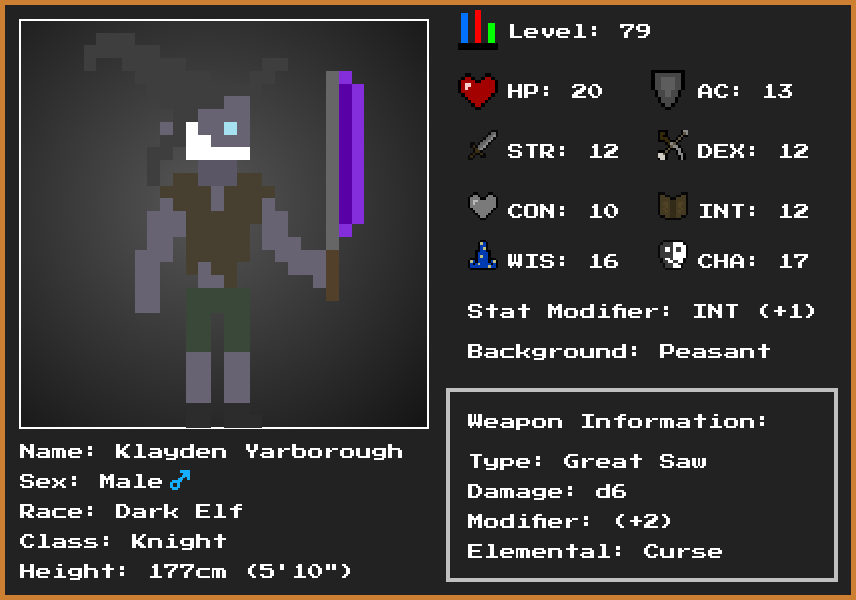 Level: 79
HP: 20 AC: 13
STR: 12 DEX: 12
CON: 10 INT: 12
WIS: 16 CHA: 17
Stat Modifier: INT (+1)
Background: Peasant
Weapon Information:
Type: Great Saw
Damage: d6
Modifier: (+2)
Elemental: Curse
Name: Klayden Yarborough
Sex: Male ♂
Race: Dark Elf
Class: Knight
Height: 177cm (5'10")